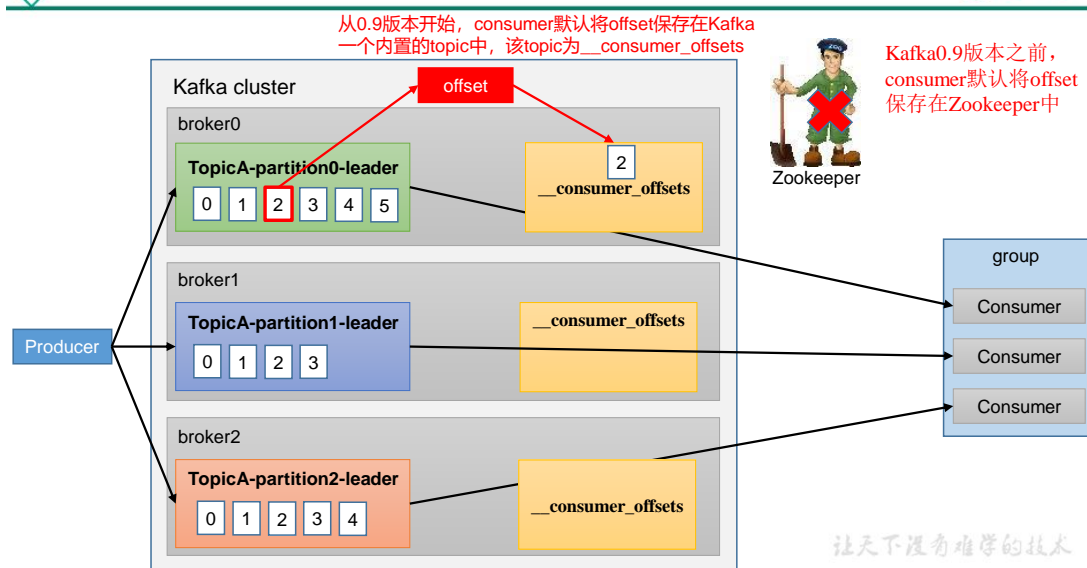 从0.9版本开始，consumer默认将offset保存在Kafka
一个内置的topic中，该topic为__consumer_offsets
Kafka0.9版本之前，
consumer默认将offset
保存在Zookeeper中
Zookeeper
Kafka cluster
offset
broker0
TopicA-partition0-leader
0 1 2 3 4 5
2
__consumer_offsets
broker1
TopicA-partition1-leader
0 1 2 3
__consumer_offsets
broker2
TopicA-partition2-leader
0 1 2 3 4
__consumer_offsets
Producer
group
Consumer
Consumer
Consumer
让天下没有难学的技术